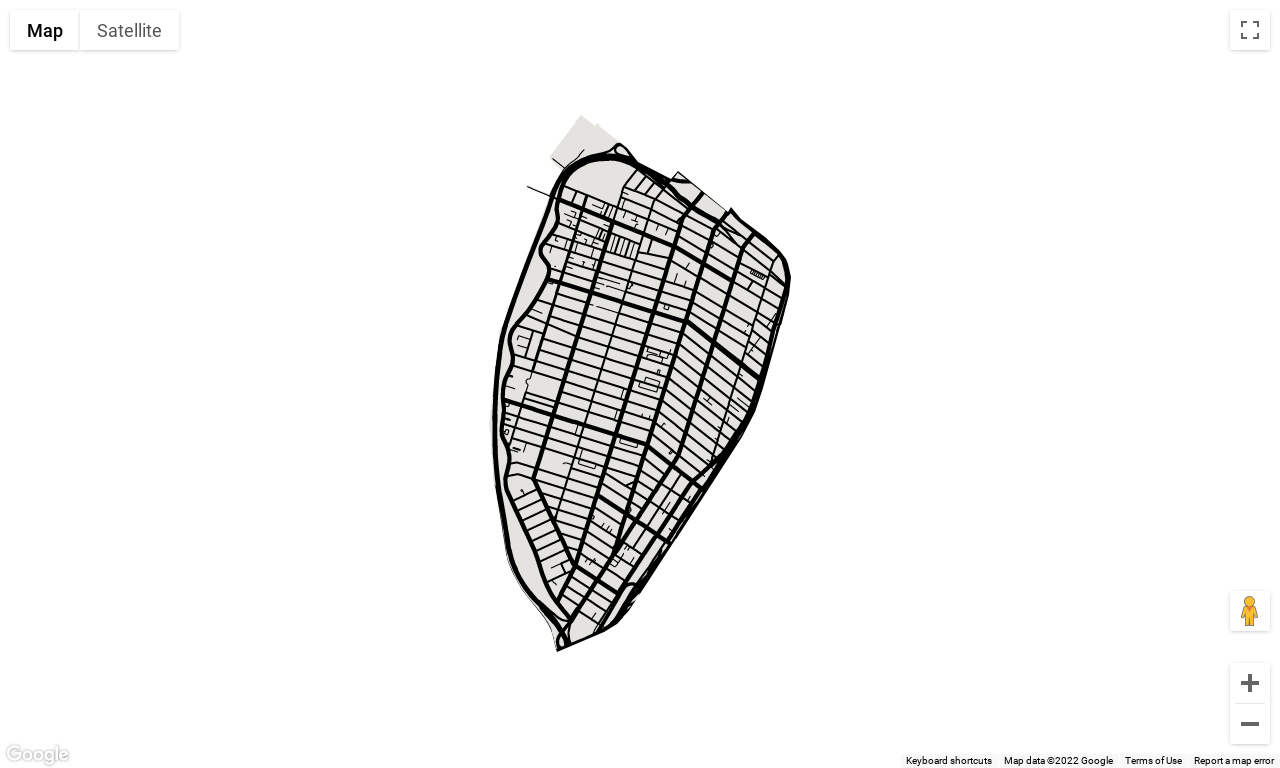 Map Satellite
Google
Keyboard shortcuts Map data ©2022 Google Terms of Use Report a map error